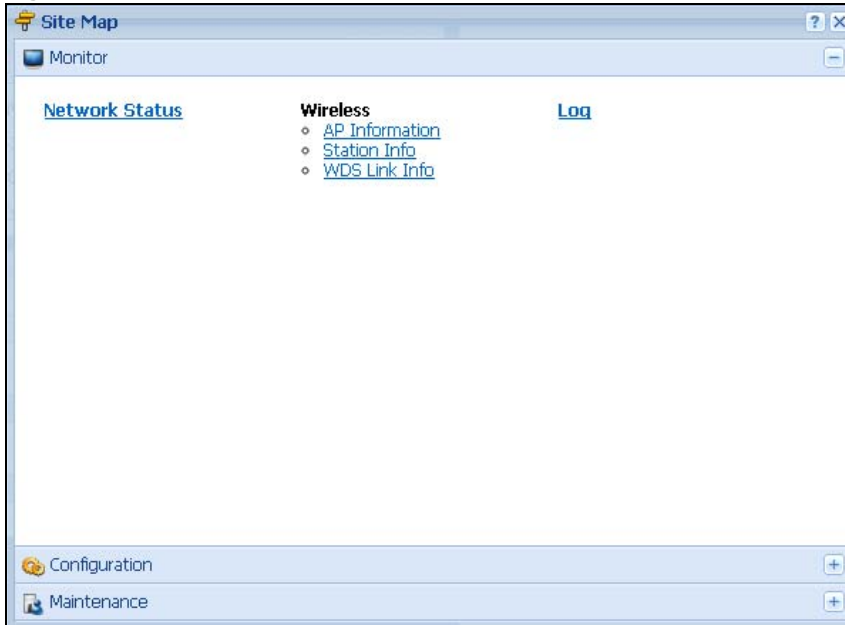 Site Map
Monitor
Network Status
Wireless
AP Information
Station Info
WDS Link Info
Log
Configuration
Maintenance